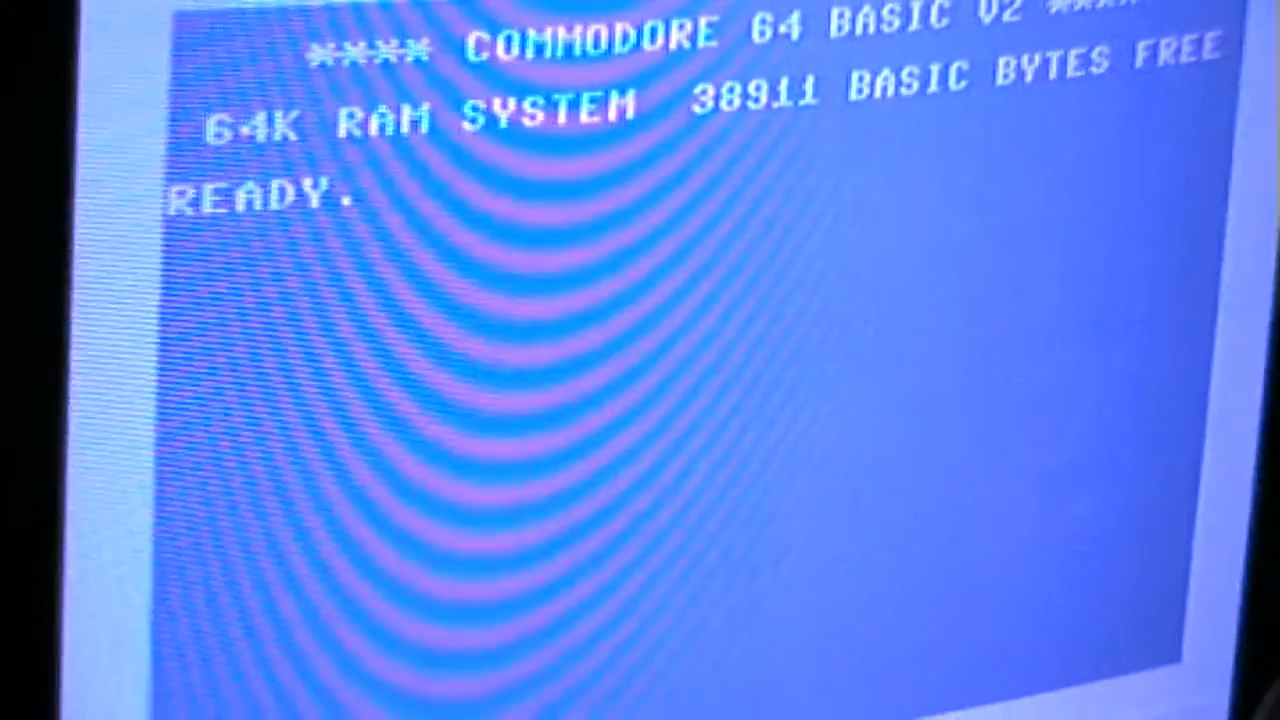 **** COMMODORE 64 BASIC V2 ****
64K RAM SYSTEM 38911 BASIC BYTES FREE
READY.